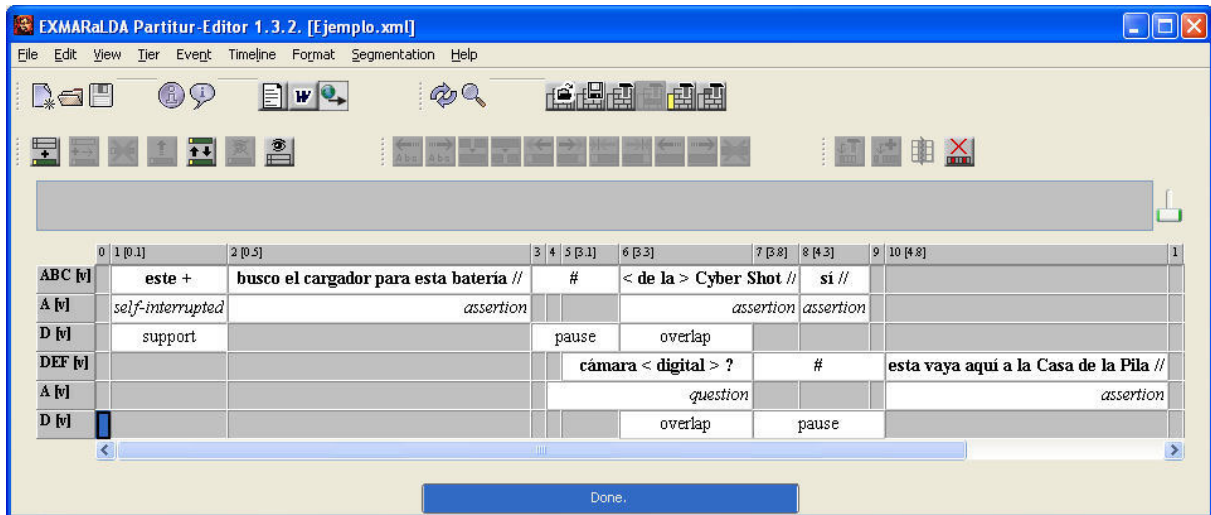 EXMARaLDA Partitur-Editor 1.3.2. [Ejemplo.xml]
File Edit View Tier Event Timeline Format Segmentation Help
0 1 [0.1] 2 [0.5] 3 4 5 [3.1] 6 [3.3] 7 [3.8] 8 [4.3] 9 10 [4.8] 1
ABC [v] este + busco el cargador para esta batería // # < de la > Cyber Shot // sí //
A [v] self-interrupted assertion assertion assertion
D [v] support pause overlap
DEF [v] cámara < digital > ? # esta vaya aquí a la Casa de la Pila //
A [v] question assertion
D [v] overlap pause
Done.